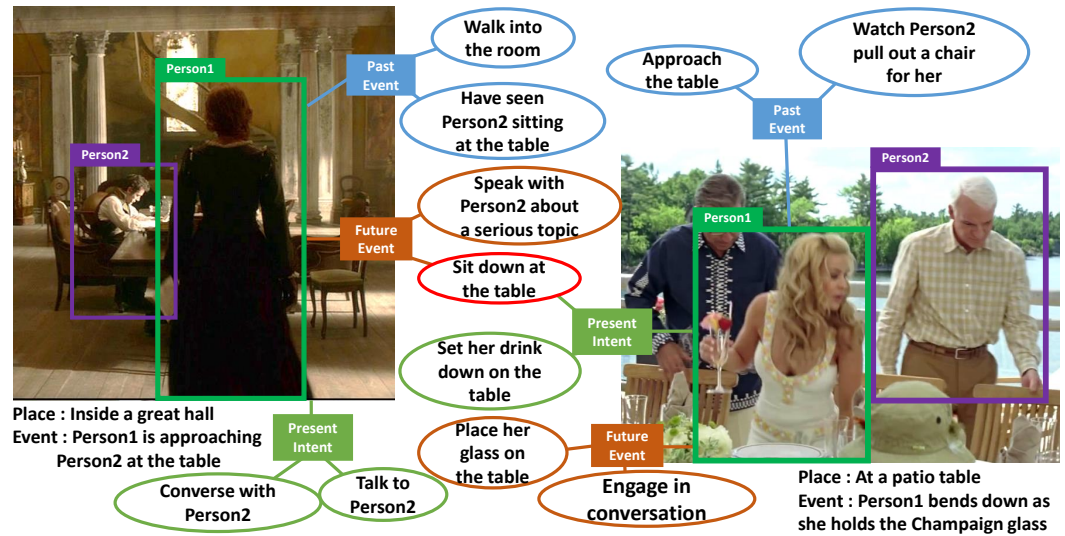 Person1
Person2
Past
Event
Walk into
the room
Have seen
Person2 sitting
at the table
Future
Event
Speak with
Person2 about
a serious topic
Sit down at
the table
Place : Inside a great hall
Event : Person1 is approaching
Person2 at the table
Present
Intent
Converse with
Person2
Talk to
Person2
Approach
the table
Watch Person2
pull out a chair
for her
Past
Event
Person2
Person1
Present
Intent
Set her drink
down on the
table
Place her
glass on
the table
Future
Event
Engage in
conversation
Place : At a patio table
Event : Person1 bends down as
she holds the Champaign glass